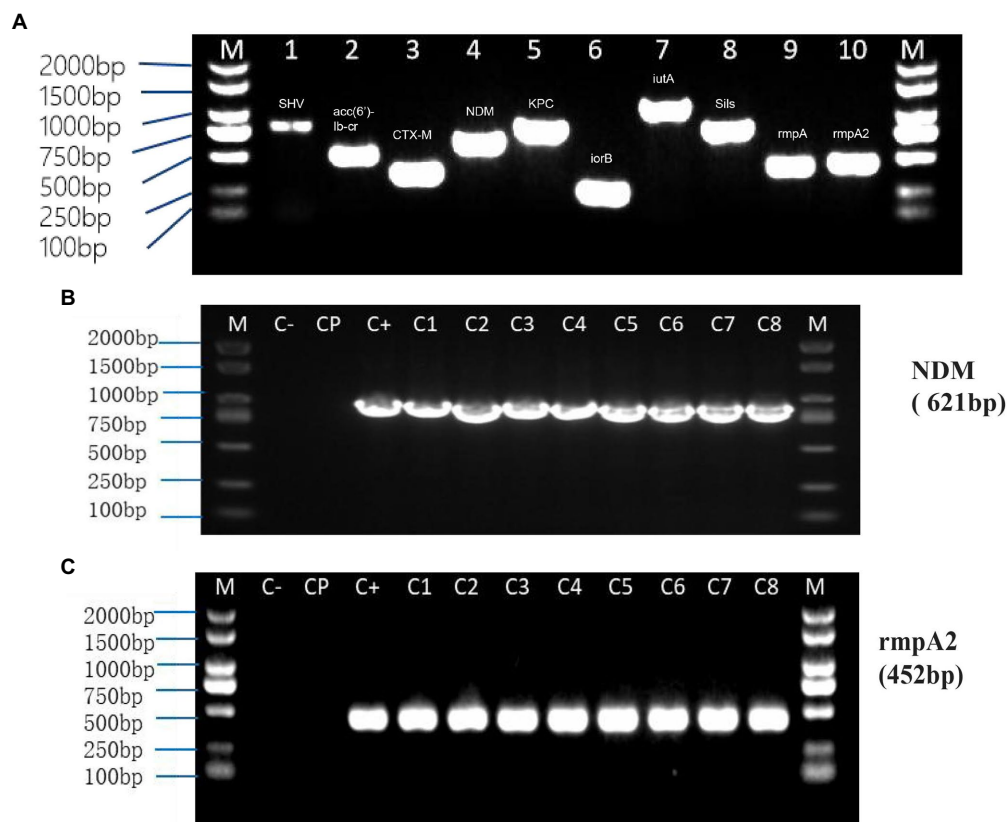 A
M 1 2 3 4 5 6 7 8 9 10 M
2000bp
1500bp
1000bp
750bp
500bp
250bp
100bp
SHV
acc(6')-
Ib-cr
CTX-M
NDM
KPC
iorB
iutA
Sils
rmpA
rmpA2
B
M C- CP C+ C1 C2 C3 C4 C5 C6 C7 C8 M
2000bp
1500bp
1000bp
750bp
500bp
250bp
100bp
NDM
( 621bp)
C
M C- CP C+ C1 C2 C3 C4 C5 C6 C7 C8 M
2000bp
1500bp
1000bp
750bp
500bp
250bp
100bp
rmpA2
(452bp)